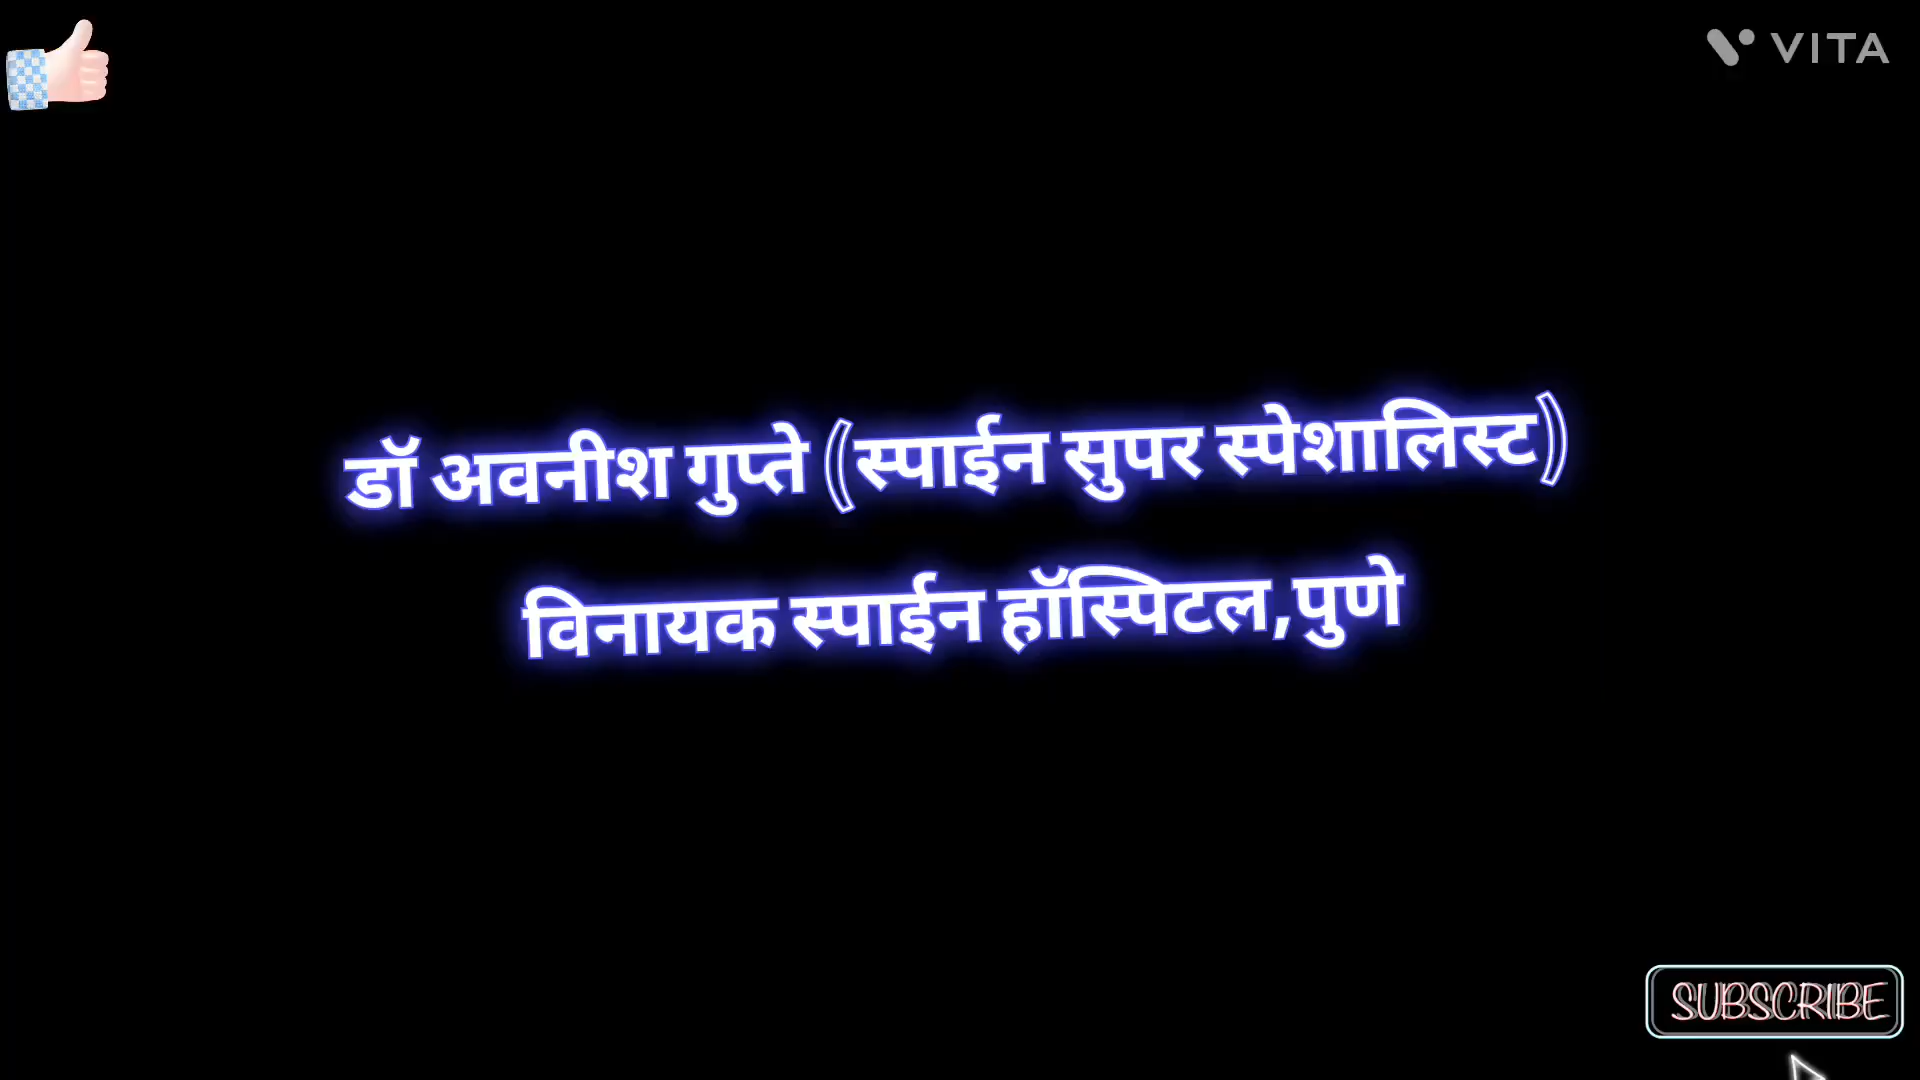 VITA
डॉ अवनीश गुप्ते (स्पाईन सुपर स्पेशालिस्ट)
विनायक स्पाईन हॉस्पिटल,पुणे
SUBSCRIBE